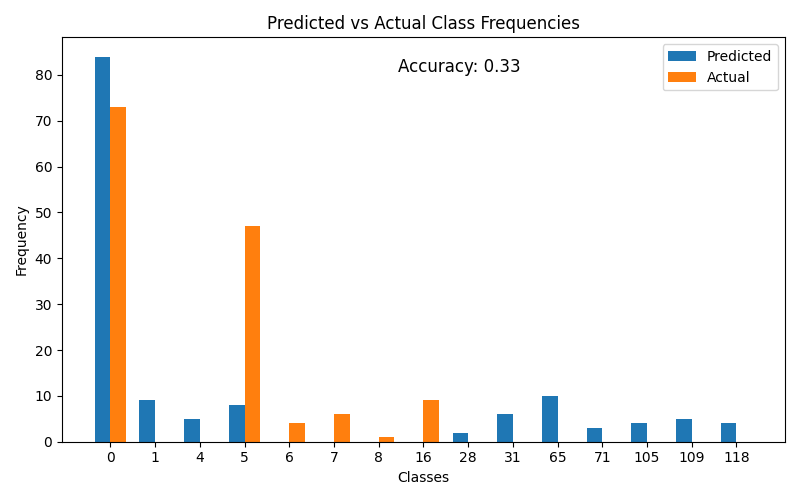 Predicted vs Actual Class Frequencies
Accuracy: 0.33
Predicted
Actual
Frequency
80
70
60
50
40
30
20
10
0
0 1 4 5 6 7 8 16 28 31 65 71 105 109 118
Classes